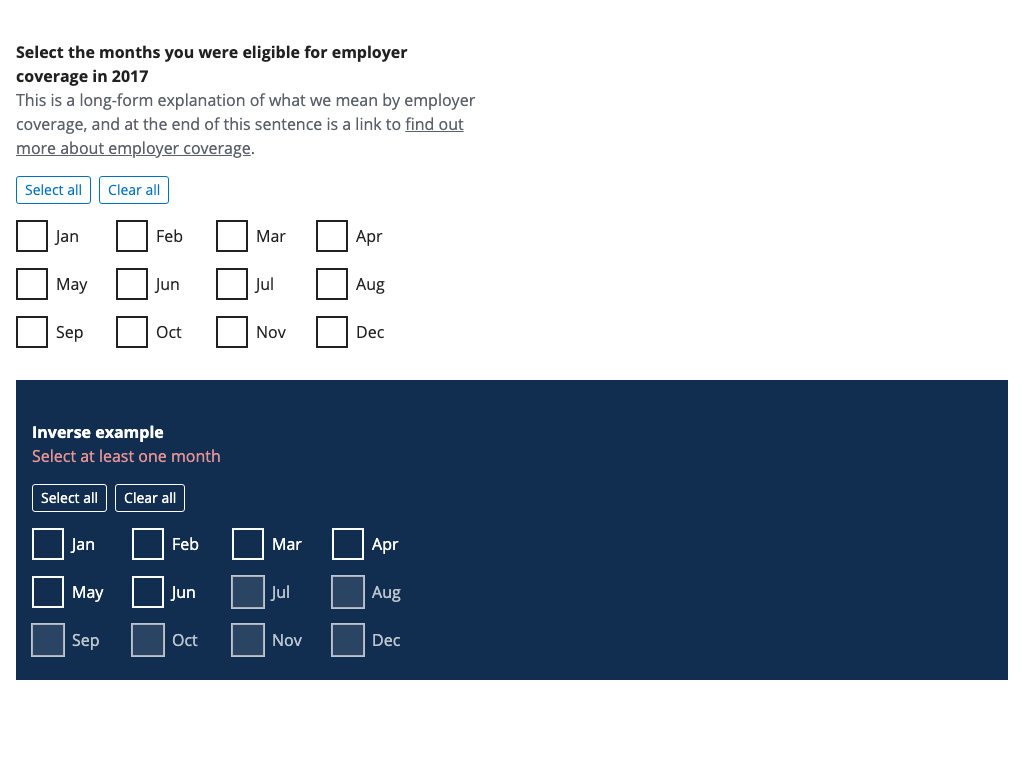 Select the months you were eligible for employer
coverage in 2017
This is a long-form explanation of what we mean by employer
coverage, and at the end of this sentence is a link to find out
more about employer coverage.
Select all Clear all
Jan Feb Mar Apr
May Jun Jul Aug
Sep Oct Nov Dec
Inverse example
Select at least one month
Select all Clear all
Jan Feb Mar Apr
May Jun Jul Aug
Sep Oct Nov Dec